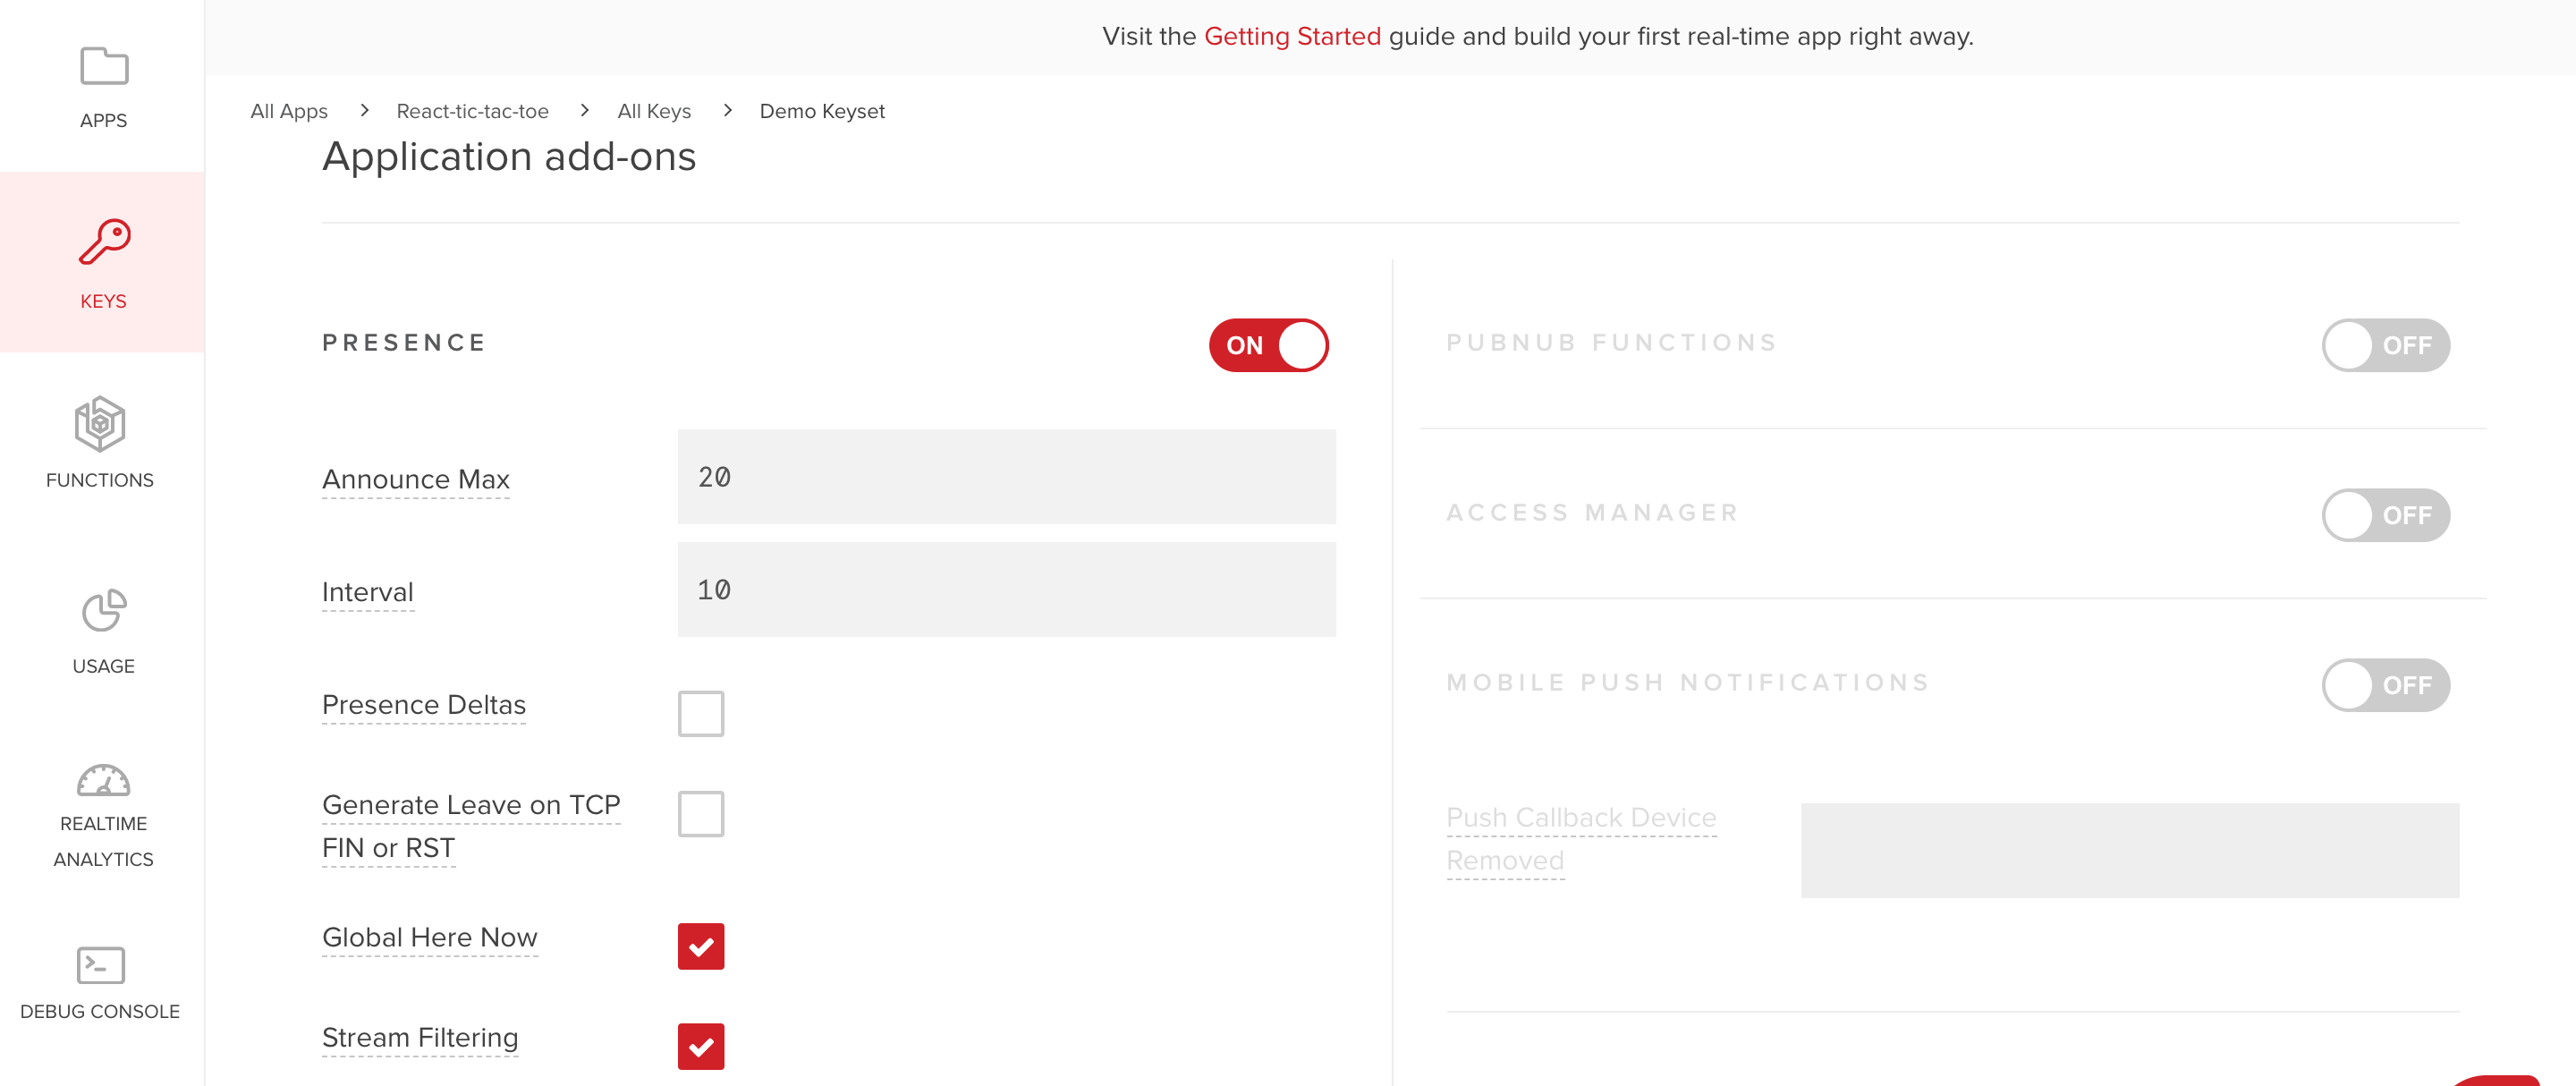 Visit the Getting Started guide and build your first real-time app right away.
All Apps > React-tic-tac-toe > All Keys > Demo Keyset
Application add-ons
APPS
KEYS
FUNCTIONS
USAGE
REALTIME
ANALYTICS
DEBUG CONSOLE
PRESENCE
ON
Announce Max
20
Interval
10
Presence Deltas
Generate Leave on TCP
FIN or RST
Global Here Now
Stream Filtering
PUBNUB FUNCTIONS
OFF
ACCESS MANAGER
OFF
MOBILE PUSH NOTIFICATIONS
OFF
Push Callback Device
Removed